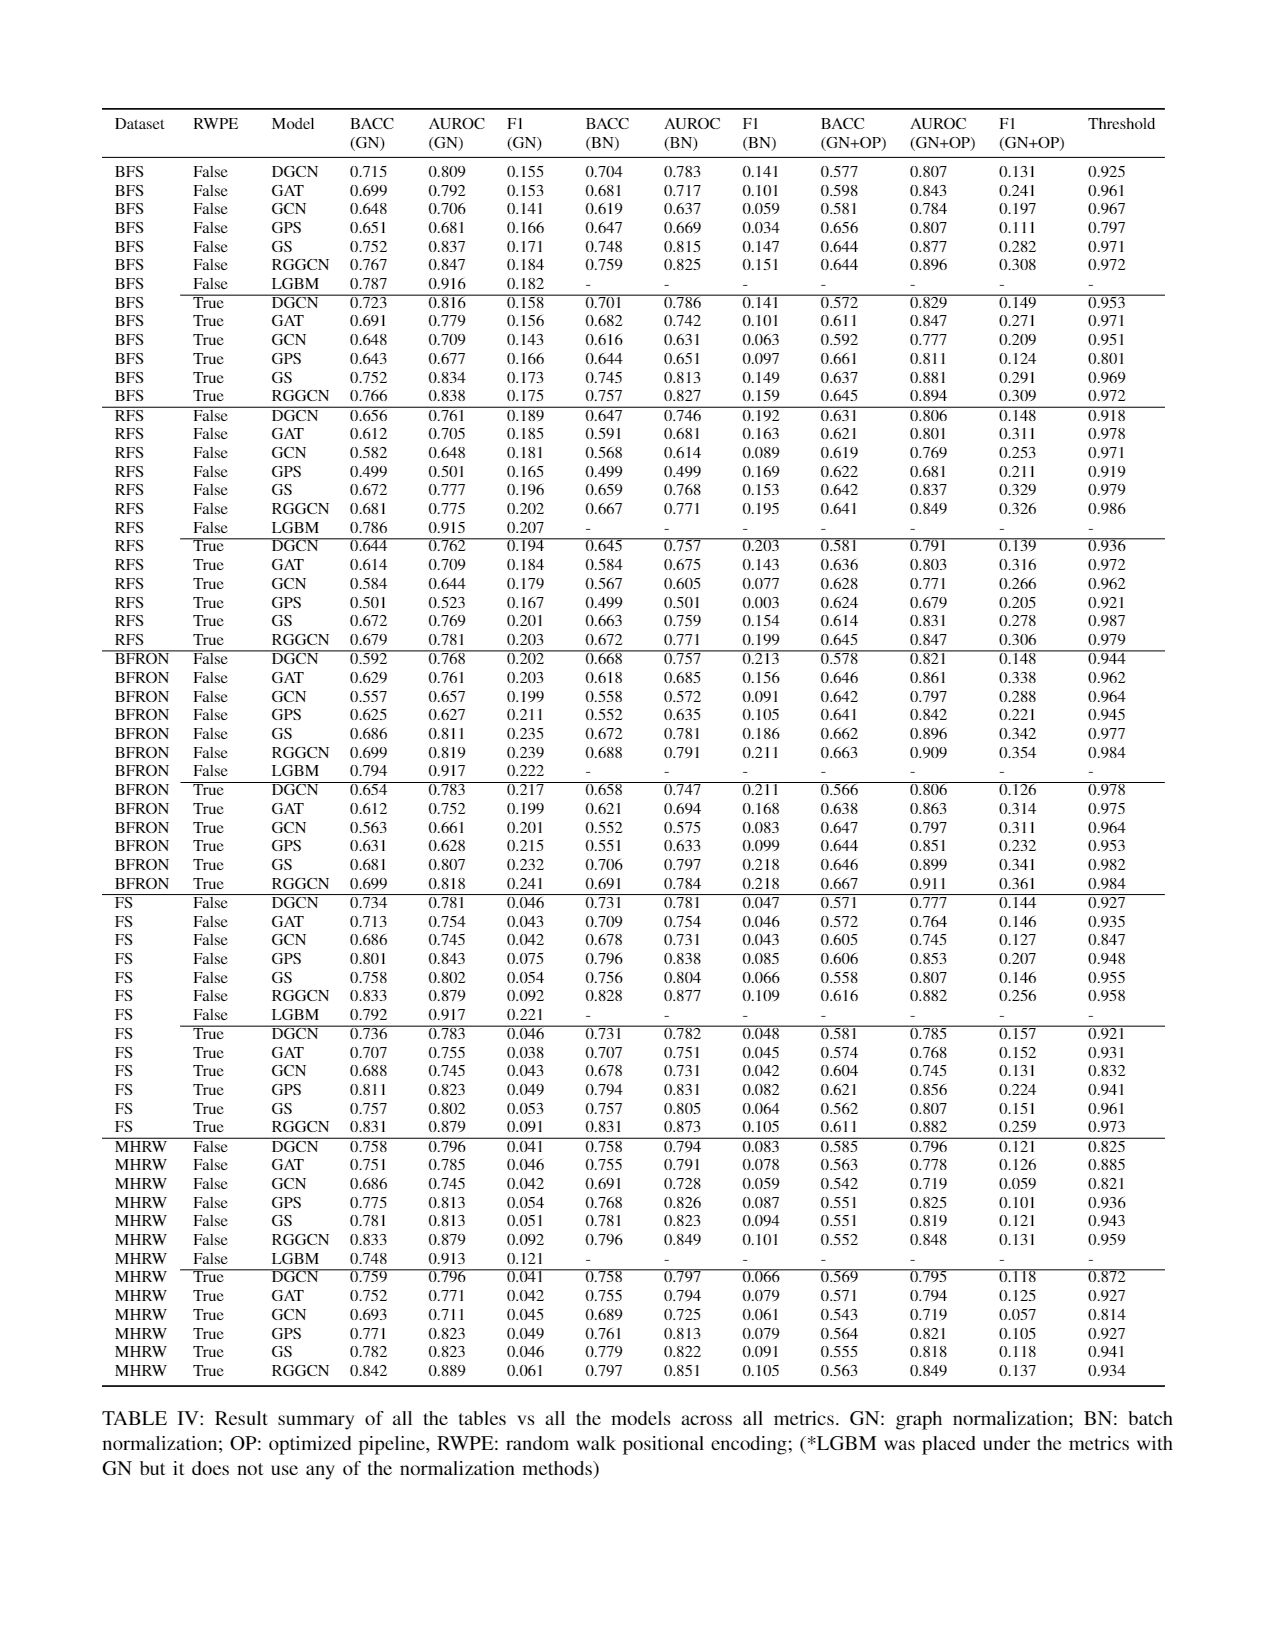 Dataset RWPE Model BACC AUROC F1 BACC AUROC F1 BACC AUROC F1 Threshold
(GN) (GN) (GN) (BN) (BN) (BN) (GN+OP) (GN+OP) (GN+OP)
BFS False DGCN 0.715 0.809 0.155 0.704 0.783 0.141 0.577 0.807 0.131 0.925
BFS False GAT 0.699 0.792 0.153 0.681 0.717 0.101 0.598 0.843 0.241 0.961
BFS False GCN 0.648 0.706 0.141 0.619 0.637 0.059 0.581 0.784 0.197 0.967
BFS False GPS 0.651 0.681 0.166 0.647 0.669 0.034 0.656 0.807 0.111 0.797
BFS False GS 0.752 0.837 0.171 0.748 0.815 0.147 0.644 0.877 0.282 0.971
BFS False RGGCN 0.767 0.847 0.184 0.759 0.825 0.151 0.644 0.896 0.308 0.972
BFS False LGBM 0.787 0.916 0.182 - - - - - - -
BFS True DGCN 0.723 0.816 0.158 0.701 0.786 0.141 0.572 0.829 0.149 0.953
BFS True GAT 0.691 0.779 0.156 0.682 0.742 0.101 0.611 0.847 0.271 0.971
BFS True GCN 0.648 0.709 0.143 0.616 0.631 0.063 0.592 0.777 0.209 0.951
BFS True GPS 0.643 0.677 0.166 0.644 0.651 0.097 0.661 0.811 0.124 0.801
BFS True GS 0.752 0.834 0.173 0.745 0.813 0.149 0.637 0.881 0.291 0.969
BFS True RGGCN 0.766 0.838 0.175 0.757 0.827 0.159 0.645 0.894 0.309 0.972
RFS False DGCN 0.656 0.761 0.189 0.647 0.746 0.192 0.631 0.806 0.148 0.918
RFS False GAT 0.612 0.705 0.185 0.591 0.681 0.163 0.621 0.801 0.311 0.978
RFS False GCN 0.582 0.648 0.181 0.568 0.614 0.089 0.619 0.769 0.253 0.971
RFS False GPS 0.499 0.501 0.165 0.499 0.499 0.169 0.622 0.681 0.211 0.919
RFS False GS 0.672 0.777 0.196 0.659 0.768 0.153 0.642 0.837 0.329 0.979
RFS False RGGCN 0.681 0.775 0.202 0.667 0.771 0.195 0.641 0.849 0.326 0.986
RFS False LGBM 0.786 0.915 0.207 - - - - - - -
RFS True DGCN 0.644 0.762 0.194 0.645 0.757 0.203 0.581 0.791 0.139 0.936
RFS True GAT 0.614 0.709 0.184 0.584 0.675 0.143 0.636 0.803 0.316 0.972
RFS True GCN 0.584 0.644 0.179 0.567 0.605 0.077 0.628 0.771 0.266 0.962
RFS True GPS 0.501 0.523 0.167 0.499 0.501 0.003 0.624 0.679 0.205 0.921
RFS True GS 0.672 0.769 0.201 0.663 0.759 0.154 0.614 0.831 0.278 0.987
RFS True RGGCN 0.679 0.781 0.203 0.672 0.771 0.199 0.645 0.847 0.306 0.979
BFRON False DGCN 0.592 0.768 0.202 0.668 0.757 0.213 0.578 0.821 0.148 0.944
BFRON False GAT 0.629 0.761 0.203 0.618 0.685 0.156 0.646 0.861 0.338 0.962
BFRON False GCN 0.557 0.657 0.199 0.558 0.572 0.091 0.642 0.797 0.288 0.964
BFRON False GPS 0.625 0.627 0.211 0.552 0.635 0.105 0.641 0.842 0.221 0.945
BFRON False GS 0.686 0.811 0.235 0.672 0.781 0.186 0.662 0.896 0.342 0.977
BFRON False RGGCN 0.699 0.819 0.239 0.688 0.791 0.211 0.663 0.909 0.354 0.984
BFRON False LGBM 0.794 0.917 0.222 - - - - - - -
BFRON True DGCN 0.654 0.783 0.217 0.658 0.747 0.211 0.566 0.806 0.126 0.978
BFRON True GAT 0.612 0.752 0.199 0.621 0.694 0.168 0.638 0.863 0.314 0.975
BFRON True GCN 0.563 0.661 0.201 0.552 0.575 0.083 0.647 0.797 0.311 0.964
BFRON True GPS 0.631 0.628 0.215 0.551 0.633 0.099 0.644 0.851 0.232 0.953
BFRON True GS 0.681 0.807 0.232 0.706 0.797 0.218 0.646 0.899 0.341 0.982
BFRON True RGGCN 0.699 0.818 0.241 0.691 0.784 0.218 0.667 0.911 0.361 0.984
FS False DGCN 0.734 0.781 0.046 0.731 0.781 0.047 0.571 0.777 0.144 0.927
FS False GAT 0.713 0.754 0.043 0.709 0.754 0.046 0.572 0.764 0.146 0.935
FS False GCN 0.686 0.745 0.042 0.678 0.731 0.043 0.605 0.745 0.127 0.847
FS False GPS 0.801 0.843 0.075 0.796 0.838 0.085 0.606 0.853 0.207 0.948
FS False GS 0.758 0.802 0.054 0.756 0.804 0.066 0.558 0.807 0.146 0.955
FS False RGGCN 0.833 0.879 0.092 0.828 0.877 0.109 0.616 0.882 0.256 0.958
FS False LGBM 0.792 0.917 0.221 - - - - - - -
FS True DGCN 0.736 0.783 0.046 0.731 0.782 0.048 0.581 0.785 0.157 0.921
FS True GAT 0.707 0.755 0.038 0.707 0.751 0.045 0.574 0.768 0.152 0.931
FS True GCN 0.688 0.745 0.043 0.678 0.731 0.042 0.604 0.745 0.131 0.832
FS True GPS 0.811 0.823 0.049 0.794 0.831 0.082 0.621 0.856 0.224 0.941
FS True GS 0.757 0.802 0.053 0.757 0.805 0.064 0.562 0.807 0.151 0.961
FS True RGGCN 0.831 0.879 0.091 0.831 0.873 0.105 0.611 0.882 0.259 0.973
MHRW False DGCN 0.758 0.796 0.041 0.758 0.794 0.083 0.585 0.796 0.121 0.825
MHRW False GAT 0.751 0.785 0.046 0.755 0.791 0.078 0.563 0.778 0.126 0.885
MHRW False GCN 0.686 0.745 0.042 0.691 0.728 0.059 0.542 0.719 0.059 0.821
MHRW False GPS 0.775 0.813 0.054 0.768 0.826 0.087 0.551 0.825 0.101 0.936
MHRW False GS 0.781 0.813 0.051 0.781 0.823 0.094 0.551 0.819 0.121 0.943
MHRW False RGGCN 0.833 0.879 0.092 0.796 0.849 0.101 0.552 0.848 0.131 0.959
MHRW False LGBM 0.748 0.913 0.121 - - - - - - -
MHRW True DGCN 0.759 0.796 0.041 0.758 0.797 0.066 0.569 0.795 0.118 0.872
MHRW True GAT 0.752 0.771 0.042 0.755 0.794 0.079 0.571 0.794 0.125 0.927
MHRW True GCN 0.693 0.711 0.045 0.689 0.725 0.061 0.543 0.719 0.057 0.814
MHRW True GPS 0.771 0.823 0.049 0.761 0.813 0.079 0.564 0.821 0.105 0.927
MHRW True GS 0.782 0.823 0.046 0.779 0.822 0.091 0.555 0.818 0.118 0.941
MHRW True RGGCN 0.842 0.889 0.061 0.797 0.851 0.105 0.563 0.849 0.137 0.934
TABLE IV: Result summary of all the tables vs all the models across all metrics. GN: graph normalization; BN: batch
normalization; OP: optimized pipeline, RWPE: random walk positional encoding; (*LGBM was placed under the metrics with
GN but it does not use any of the normalization methods)